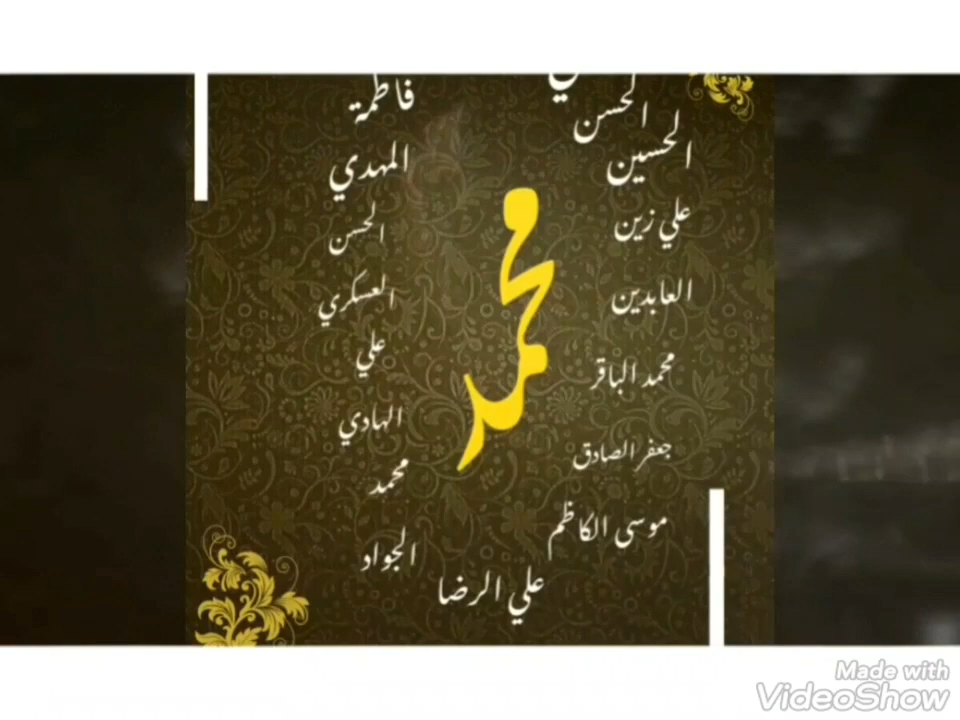 الحسن
الحسين
علي زين
العابدين
محمد الباقر
جعفر الصادق
موسى الكاظم
علي الرضا
محمد
فاطمة
المهدي
الحسن
العسكري
علي
الهادي
محمد
الجواد
Made with
VideoShow